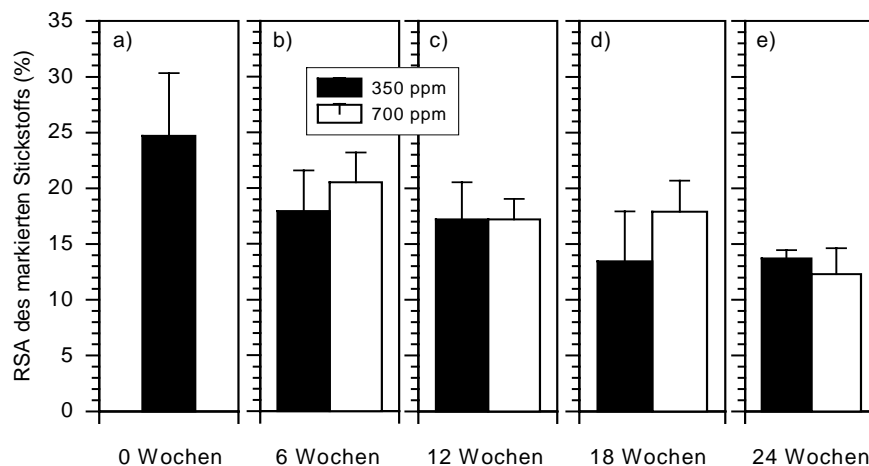 RSA des markierten Stickstoffs (%)
35
30
25
20
15
10
5
0
a)
b)
c)
d)
e)
350 ppm
700 ppm
0 Wochen
6 Wochen
12 Wochen
18 Wochen
24 Wochen